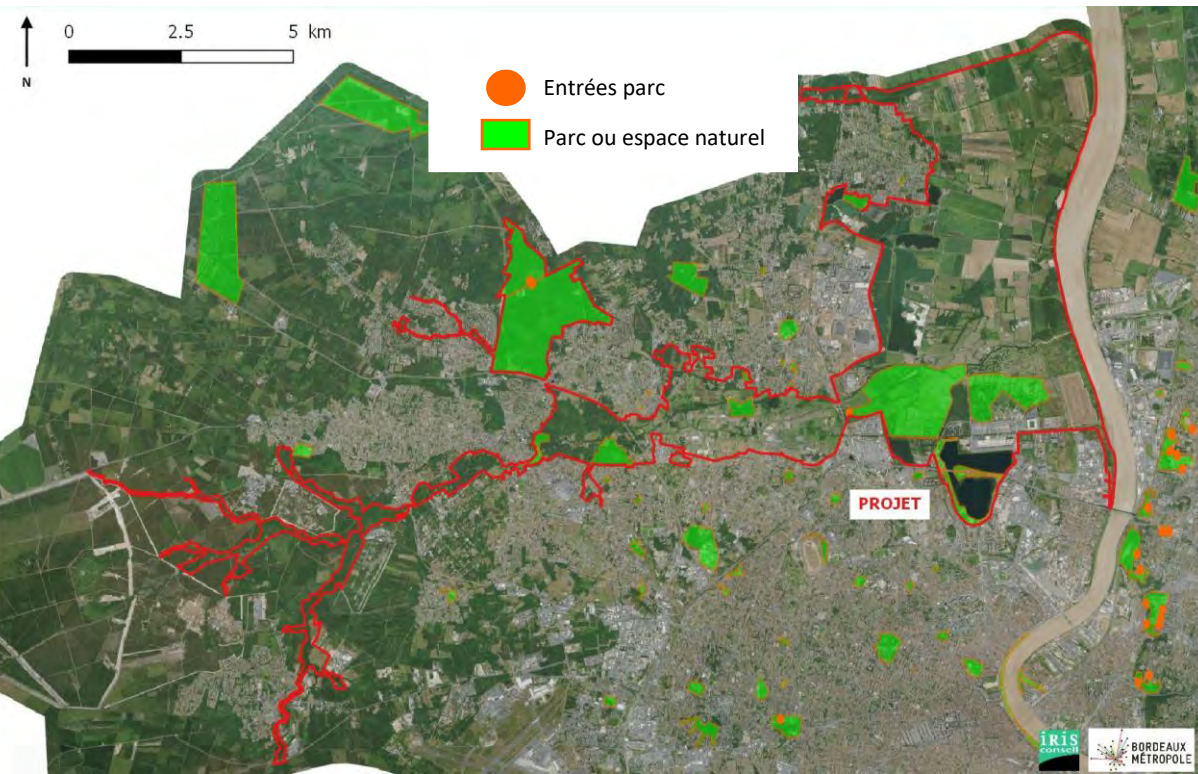 0 2.5 5 km
N
Entrées parc
Parc ou espace naturel
PROJET
iRiS
conseil
BORDEAUX
MÉTROPOLE